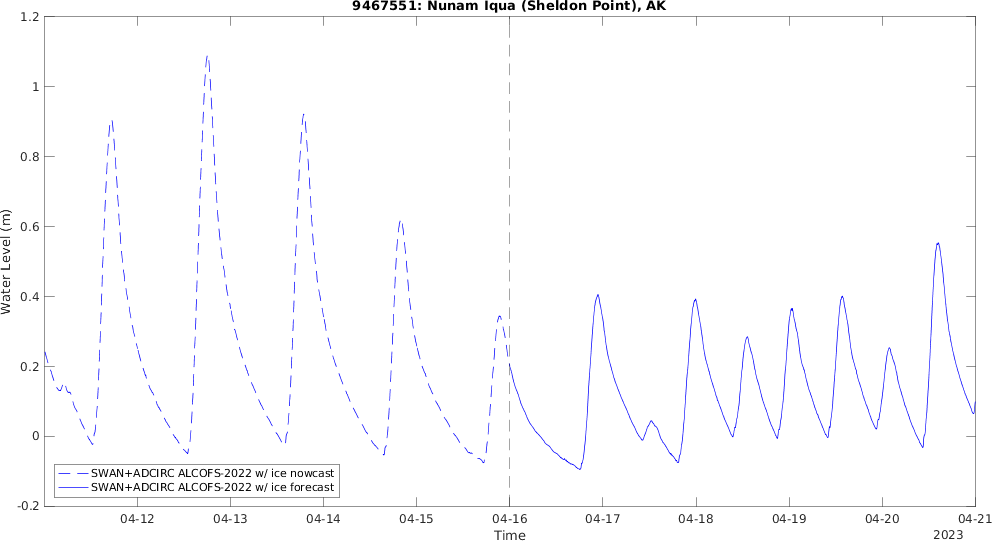 9467551: Nunam Iqua (Sheldon Point), AK
Water Level (m)
1.2
1
0.8
0.6
0.4
0.2
0
-0.2
SWAN+ADCIRC ALCOFS-2022 w/ ice nowcast
SWAN+ADCIRC ALCOFS-2022 w/ ice forecast
04-12 04-13 04-14 04-15 04-16 04-17 04-18 04-19 04-20 04-21
Time
2023